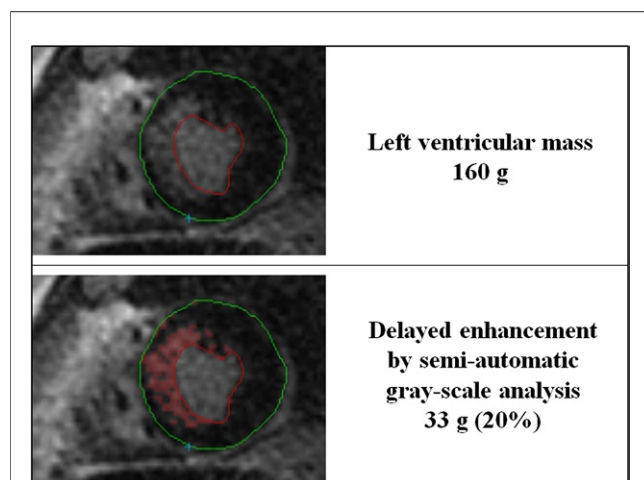 Left ventricular mass
160 g
Delayed enhancement
by semi-automatic
gray-scale analysis
33 g (20%)